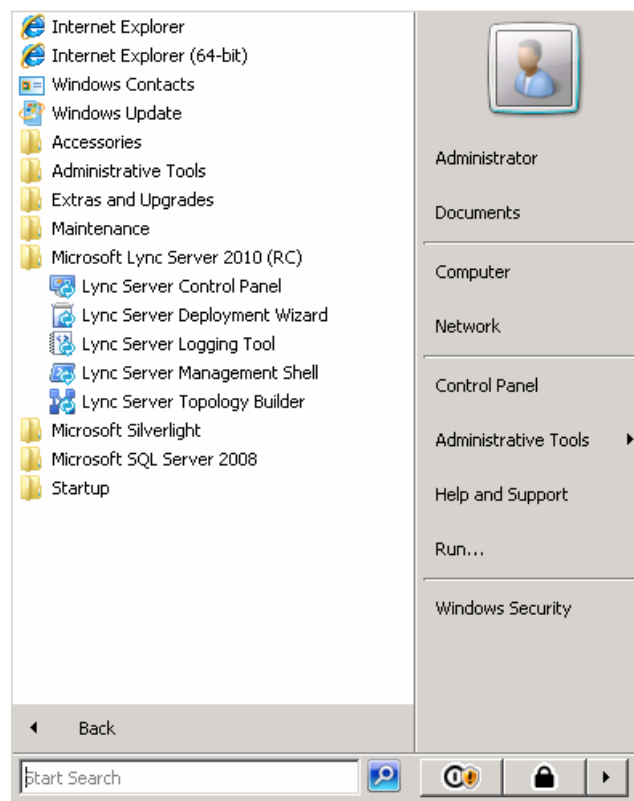 Internet Explorer
Internet Explorer (64-bit)
Windows Contacts
Windows Update
Accessories
Administrative Tools
Extras and Upgrades
Maintenance
Microsoft Lync Server 2010 (RC)
Lync Server Control Panel
Lync Server Deployment Wizard
Lync Server Logging Tool
Lync Server Management Shell
Lync Server Topology Builder
Microsoft Silverlight
Microsoft SQL Server 2008
Startup
Back
Start Search
Administrator
Documents
Computer
Network
Control Panel
Administrative Tools
Help and Support
Run...
Windows Security